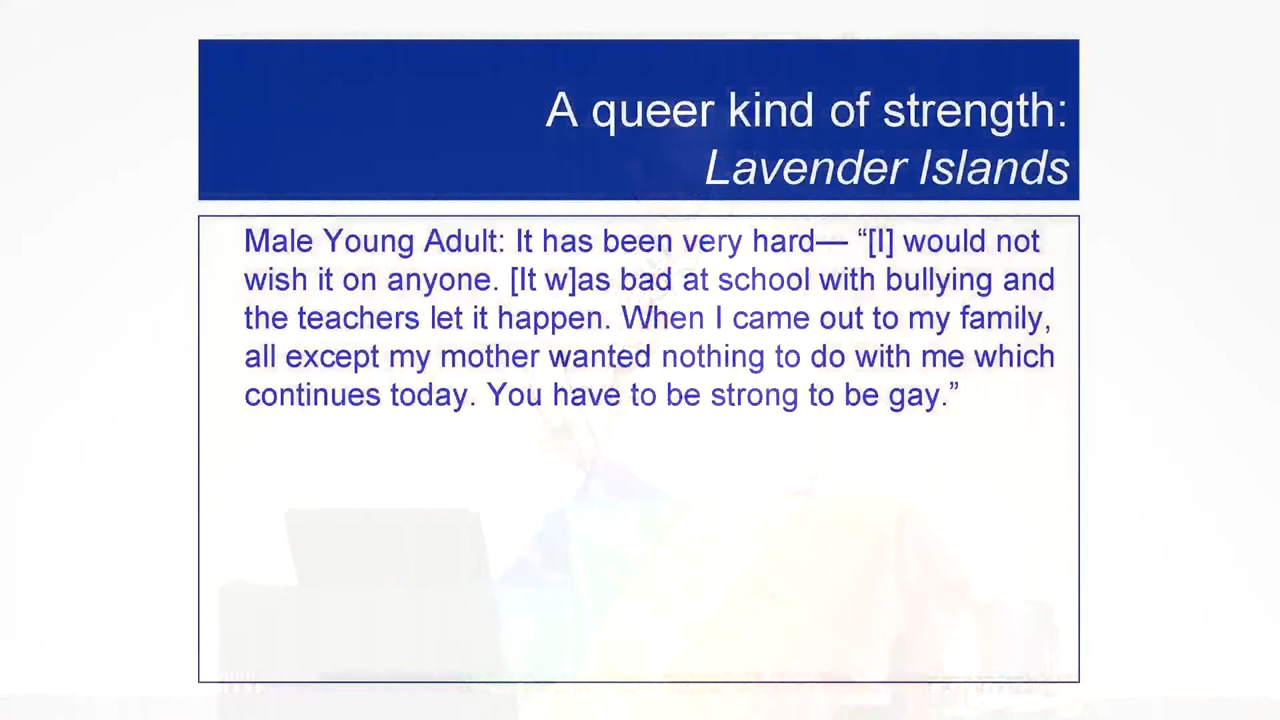 A queer kind of strength:
Lavender Islands
Male Young Adult: It has been very hard— “[I] would not
wish it on anyone. [It w]as bad at school with bullying and
the teachers let it happen. When I came out to my family,
all except my mother wanted nothing to do with me which
continues today. You have to be strong to be gay.”